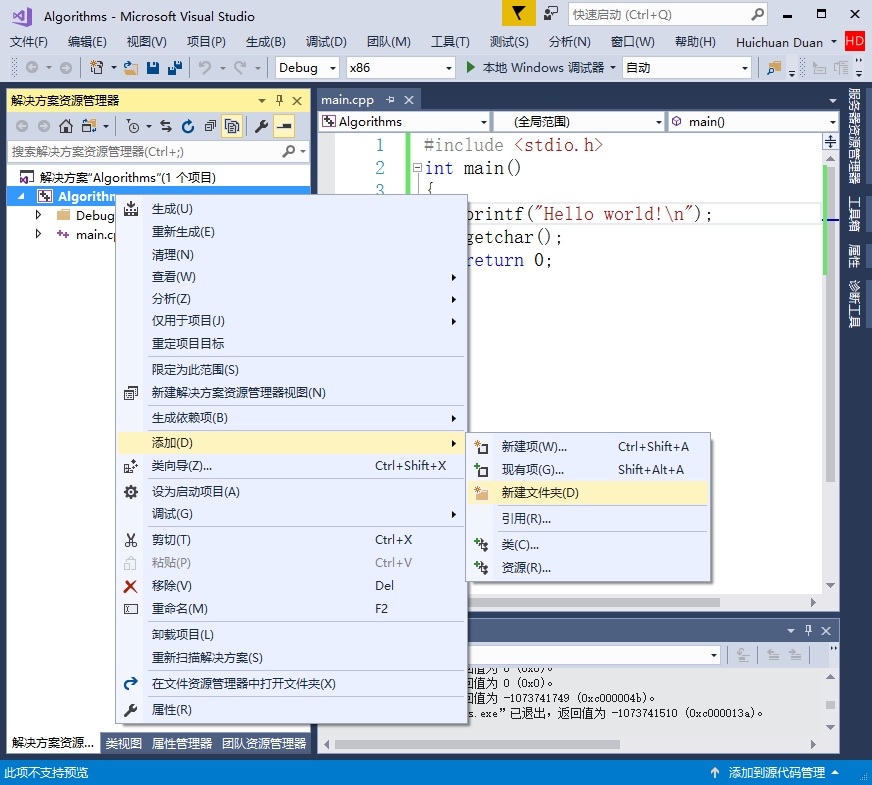 Algorithms - Microsoft Visual Studio
快速启动 (Ctrl+Q)
文件(F) 编辑(E) 视图(V) 项目(P) 生成(B) 调试(D) 团队(M) 工具(T) 测试(S) 分析(N) 窗口(W) 帮助(H) Huichuan Duan HD
Debug x86 本地 Windows 调试器 自动
解决方案资源管理器
搜索解决方案资源管理器(Ctrl+;)
解决方案"Algorithms"(1 个项目)
Algorithm
Debug
main.cp
main.cpp
Algorithms (全局范围) main()
1 #include <stdio.h>
2 int main()
3 {
printf("Hello world!\n");
getchar();
return 0;
生成(U)
重新生成(E)
清理(N)
查看(W)
分析(Z)
仅用于项目(J)
重定项目目标
限定为此范围(S)
新建解决方案资源管理器视图(N)
生成依赖项(B)
添加(D)
类向导(Z)... Ctrl+Shift+X
设为启动项目(A)
调试(G)
剪切(T) Ctrl+X
粘贴(P) Ctrl+V
移除(V) Del
重命名(M) F2
卸载项目(L)
重新扫描解决方案(S)
在文件资源管理器中打开文件夹(X)
属性(R)
新建项(W)... Ctrl+Shift+A
现有项(G)... Shift+Alt+A
新建文件夹(D)
引用(R)...
类(C)...
资源(R)...
服务器资源管理器
工具箱
属性
诊断工具
回值为 0 (0x0)。
回值为 0 (0x0)。
回值为 -1073741749 (0xc000004b)。
s.exe”已退出，返回值为 -1073741510 (0xc000013a)。
解决方案资源... 类视图 属性管理器 团队资源管理器
此项不支持预览 添加到源代码管理